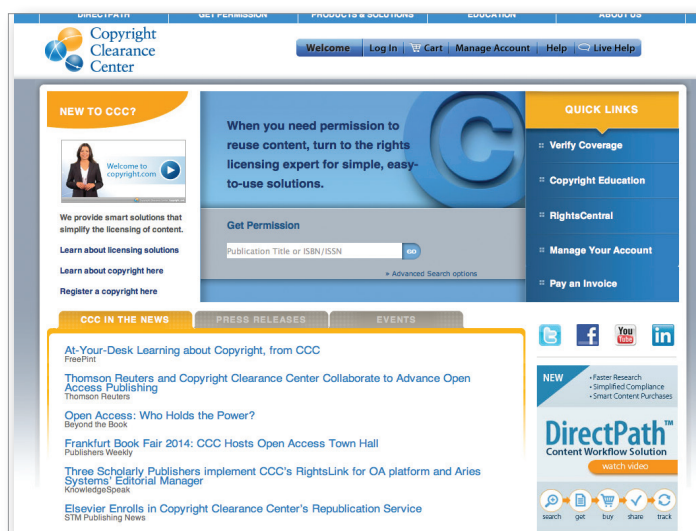 DIRECTPATH
GET PERMISSION
PRODUCTS & SOLUTIONS
EDUCATION
ABOUT US
Copyright
Clearance
Center
Welcome
Log In
Cart
Manage Account
Help
Live Help
NEW TO CCC?
Welcome to
copyright.com
We provide smart solutions that
simplify the licensing of content.
Learn about licensing solutions
Learn about copyright here
Register a copyright here
When you need permission to
reuse content, turn to the rights
licensing expert for simple, easy-
to-use solutions.
C
Get Permission
Publication Title or ISBN/ISSN
GO
» Advanced Search options
QUICK LINKS
Verify Coverage
Copyright Education
RightsCentral
Manage Your Account
Pay an Invoice
CCC IN THE NEWS
PRESS RELEASES
EVENTS
At-Your-Desk Learning about Copyright, from CCC
FreePint
Thomson Reuters and Copyright Clearance Center Collaborate to Advance Open
Access Publishing
Thomson Reuters
Open Access: Who Holds the Power?
Beyond the Book
Frankfurt Book Fair 2014: CCC Hosts Open Access Town Hall
Publishers Weekly
Three Scholarly Publishers implement CCC's RightsLink for OA platform and Aries
Systems' Editorial Manager
KnowledgeSpeak
Elsevier Enrolls in Copyright Clearance Center's Republication Service
STM Publishing News
t
f
You
Tube
in
NEW
• Faster Research
• Simplified Compliance
• Smart Content Purchases
DirectPath™
Content Workflow Solution
watch video
search
get
buy
share
track